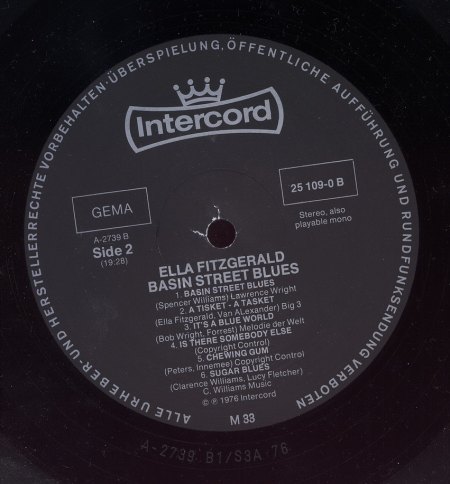 ALLE URHEBER- UND HERSTELLERRECHTE VORBEHALTEN·ÜBERSPIELUNG, ÖFFENTLICHE AUFFÜHRUNG UND RUNDFUNKSENDUNG VERBOTEN
Intercord
GEMA
25 109-0 B
A-2739 B
Side 2
(19:28)
Stereo, also
playable mono
ELLA FITZGERALD
BASIN STREET BLUES
1. BASIN STREET BLUES
(Spencer Williams) Lawrence Wright
2. A TISKET - A TASKET
(Ella Fitzgerald, Van ALexander) Big 3
3. IT'S A BLUE WORLD
(Bob Wright, Forrest) Melodie der Welt
4. IS THERE SOMEBODY ELSE
(Copyright Control)
5. CHEWING GUM
(Peters, Innemee) Copyright Control)
6. SUGAR BLUES
(Clarence Williams, Lucy Fletcher)
C. Williams Music
© ℗ 1976 Intercord
M 33
A-2739 B1/S3A 76